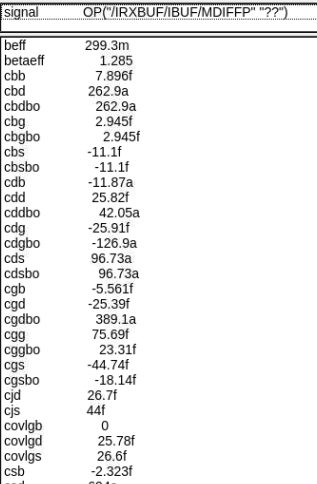 signal OP("/IRXBUF/IBUF/MDIFFP" "??")
beff 299.3m
betaeff 1.285
cbb 7.896f
cbd 262.9a
cbdbo 262.9a
cbg 2.945f
cbgbo 2.945f
cbs -11.1f
cbsbo -11.1f
cdb -11.87a
cdd 25.82f
cddbo 42.05a
cdg -25.91f
cdgbo -126.9a
cds 96.73a
cdsbo 96.73a
cgb -5.561f
cgd -25.39f
cgdbo 389.1a
cgg 75.69f
cggbo 23.31f
cgs -44.74f
cgsbo -18.14f
cjd 26.7f
cjs 44f
covlgb 0
covlgd 25.78f
covlgs 26.6f
csb -2.323f